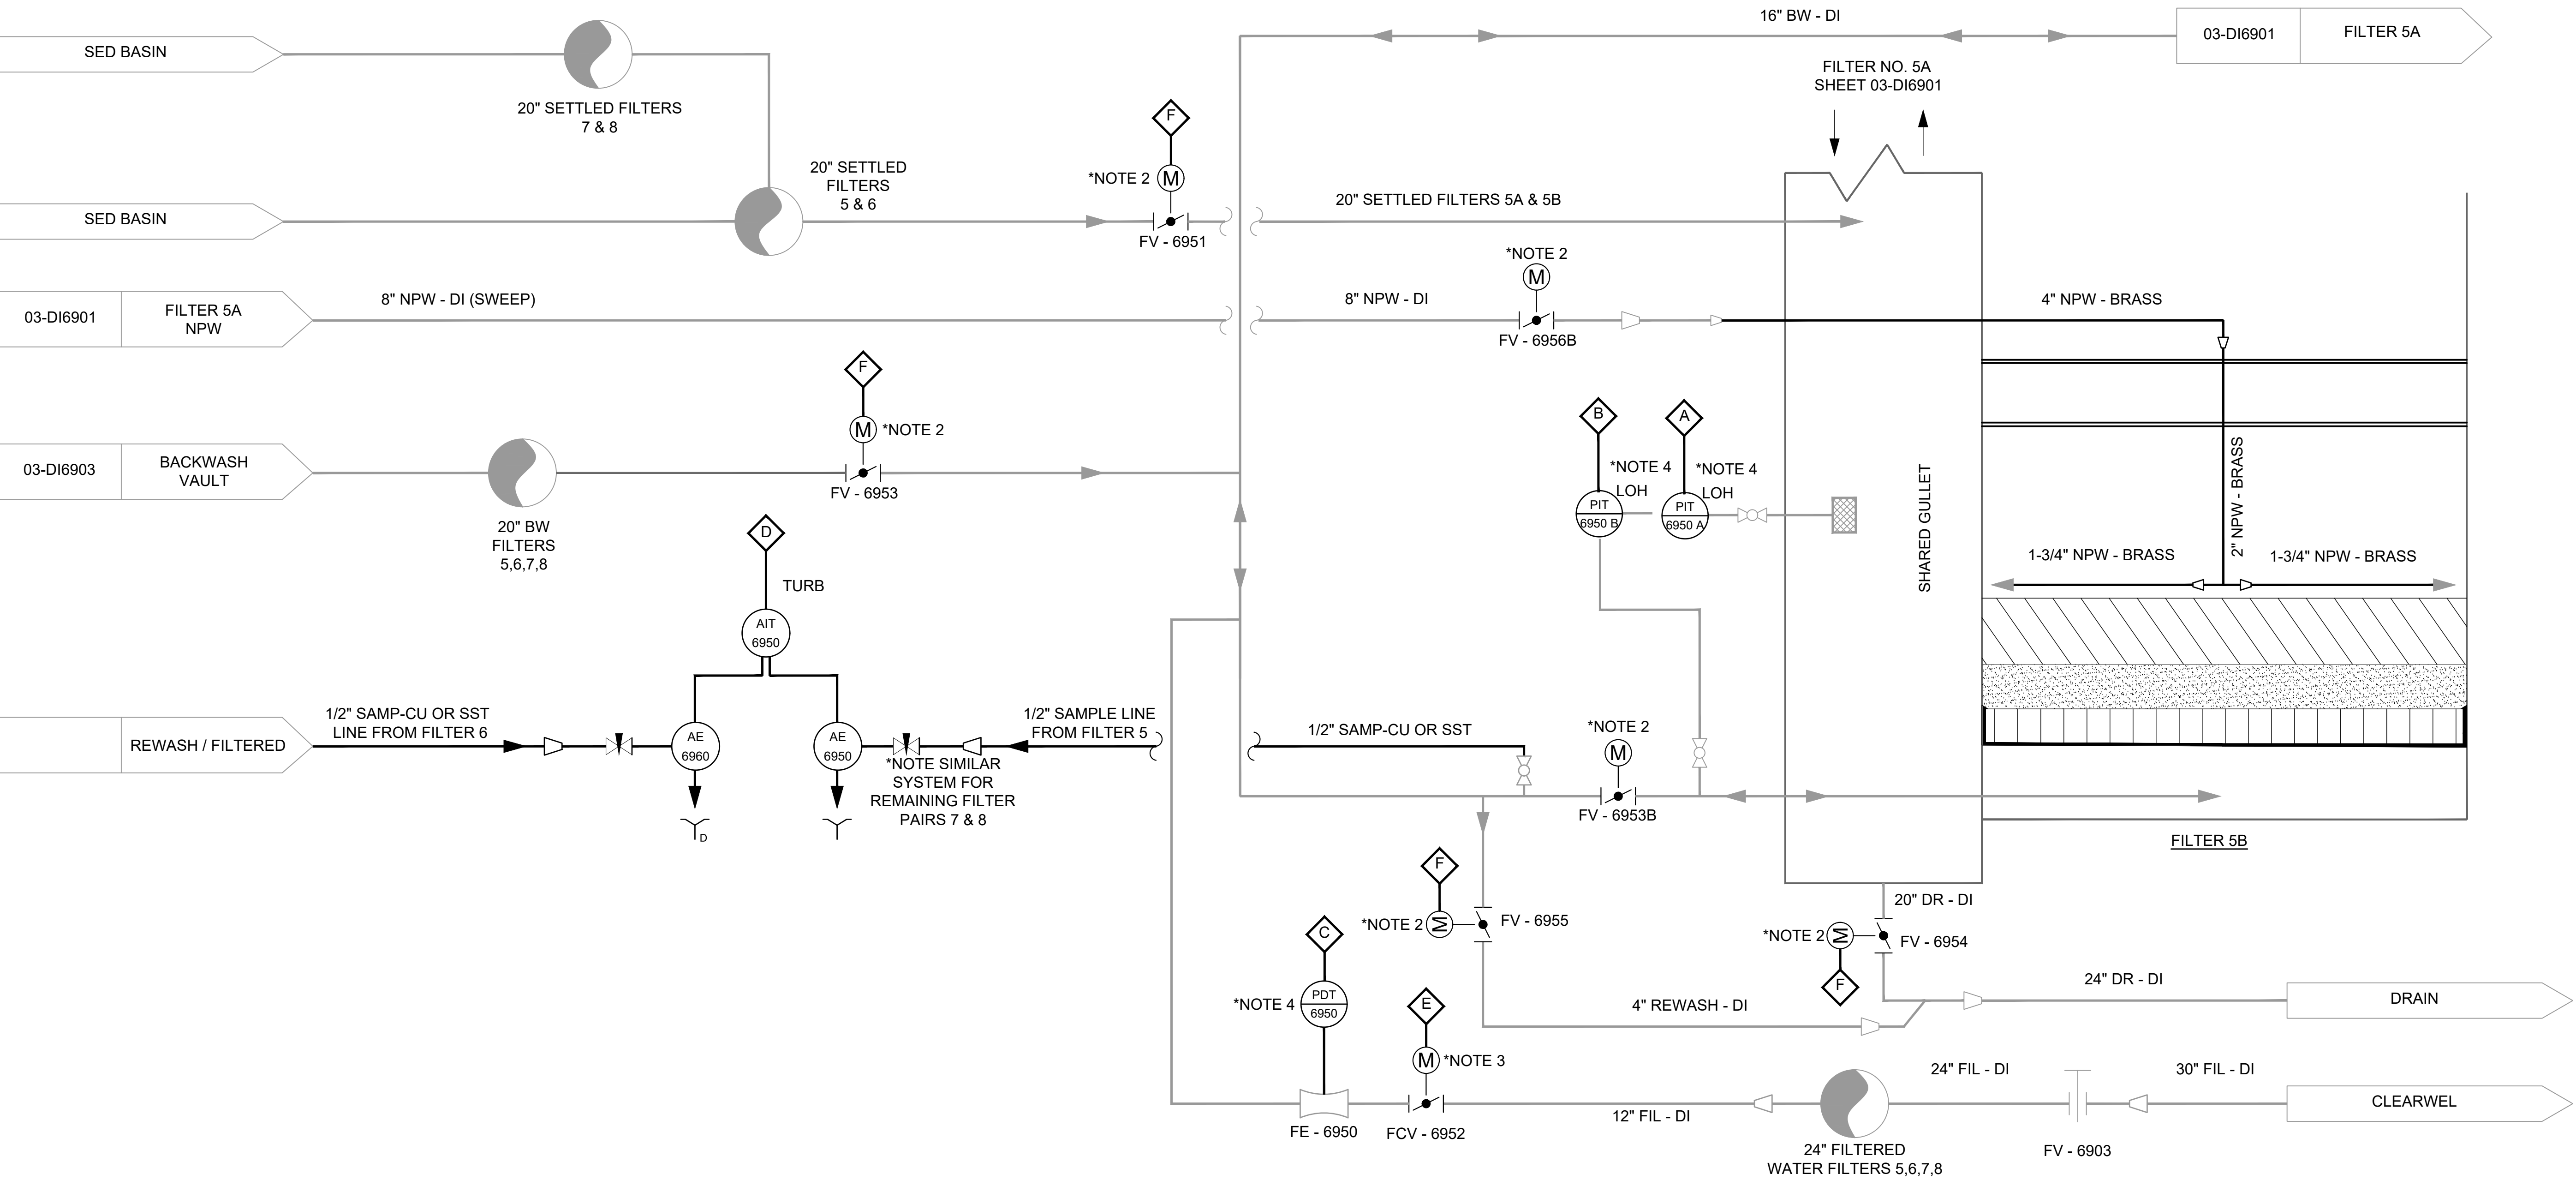 16" BW - DI
03-DI6901
FILTER 5A
SED BASIN
20" SETTLED FILTERS
7 & 8
FILTER NO. 5A
SHEET 03-DI6901
F
*NOTE 2
M
20" SETTLED
FILTERS
5 & 6
SED BASIN
FV - 6951
20" SETTLED FILTERS 5A & 5B
*NOTE 2
M
03-DI6901
FILTER 5A
NPW
8" NPW - DI (SWEEP)
8" NPW - DI
FV - 6956B
4" NPW - BRASS
F
M
*NOTE 2
03-DI6903
BACKWASH
VAULT
FV - 6953
20" BW
FILTERS
5,6,7,8
B
A
*NOTE 4
LOH
*NOTE 4
LOH
PIT
6950 B
PIT
6950 A
SHARED GULLET
2" NPW - BRASS
1-3/4" NPW - BRASS
1-3/4" NPW - BRASS
D
TURB
AIT
6950
REWASH / FILTERED
1/2" SAMP-CU OR SST
LINE FROM FILTER 6
AE
6960
AE
6950
1/2" SAMPLE LINE
FROM FILTER 5
*NOTE SIMILAR
SYSTEM FOR
REMAINING FILTER
PAIRS 7 & 8
D
1/2" SAMP-CU OR SST
*NOTE 2
M
FV - 6953B
FILTER 5B
F
*NOTE 2
M
FV - 6955
20" DR - DI
*NOTE 2
M
FV - 6954
F
C
*NOTE 4
PDT
6950
E
M
*NOTE 3
4" REWASH - DI
24" DR - DI
DRAIN
FE - 6950
FCV - 6952
12" FIL - DI
24" FIL - DI
30" FIL - DI
CLEARWEL
24" FILTERED
WATER FILTERS 5,6,7,8
FV - 6903